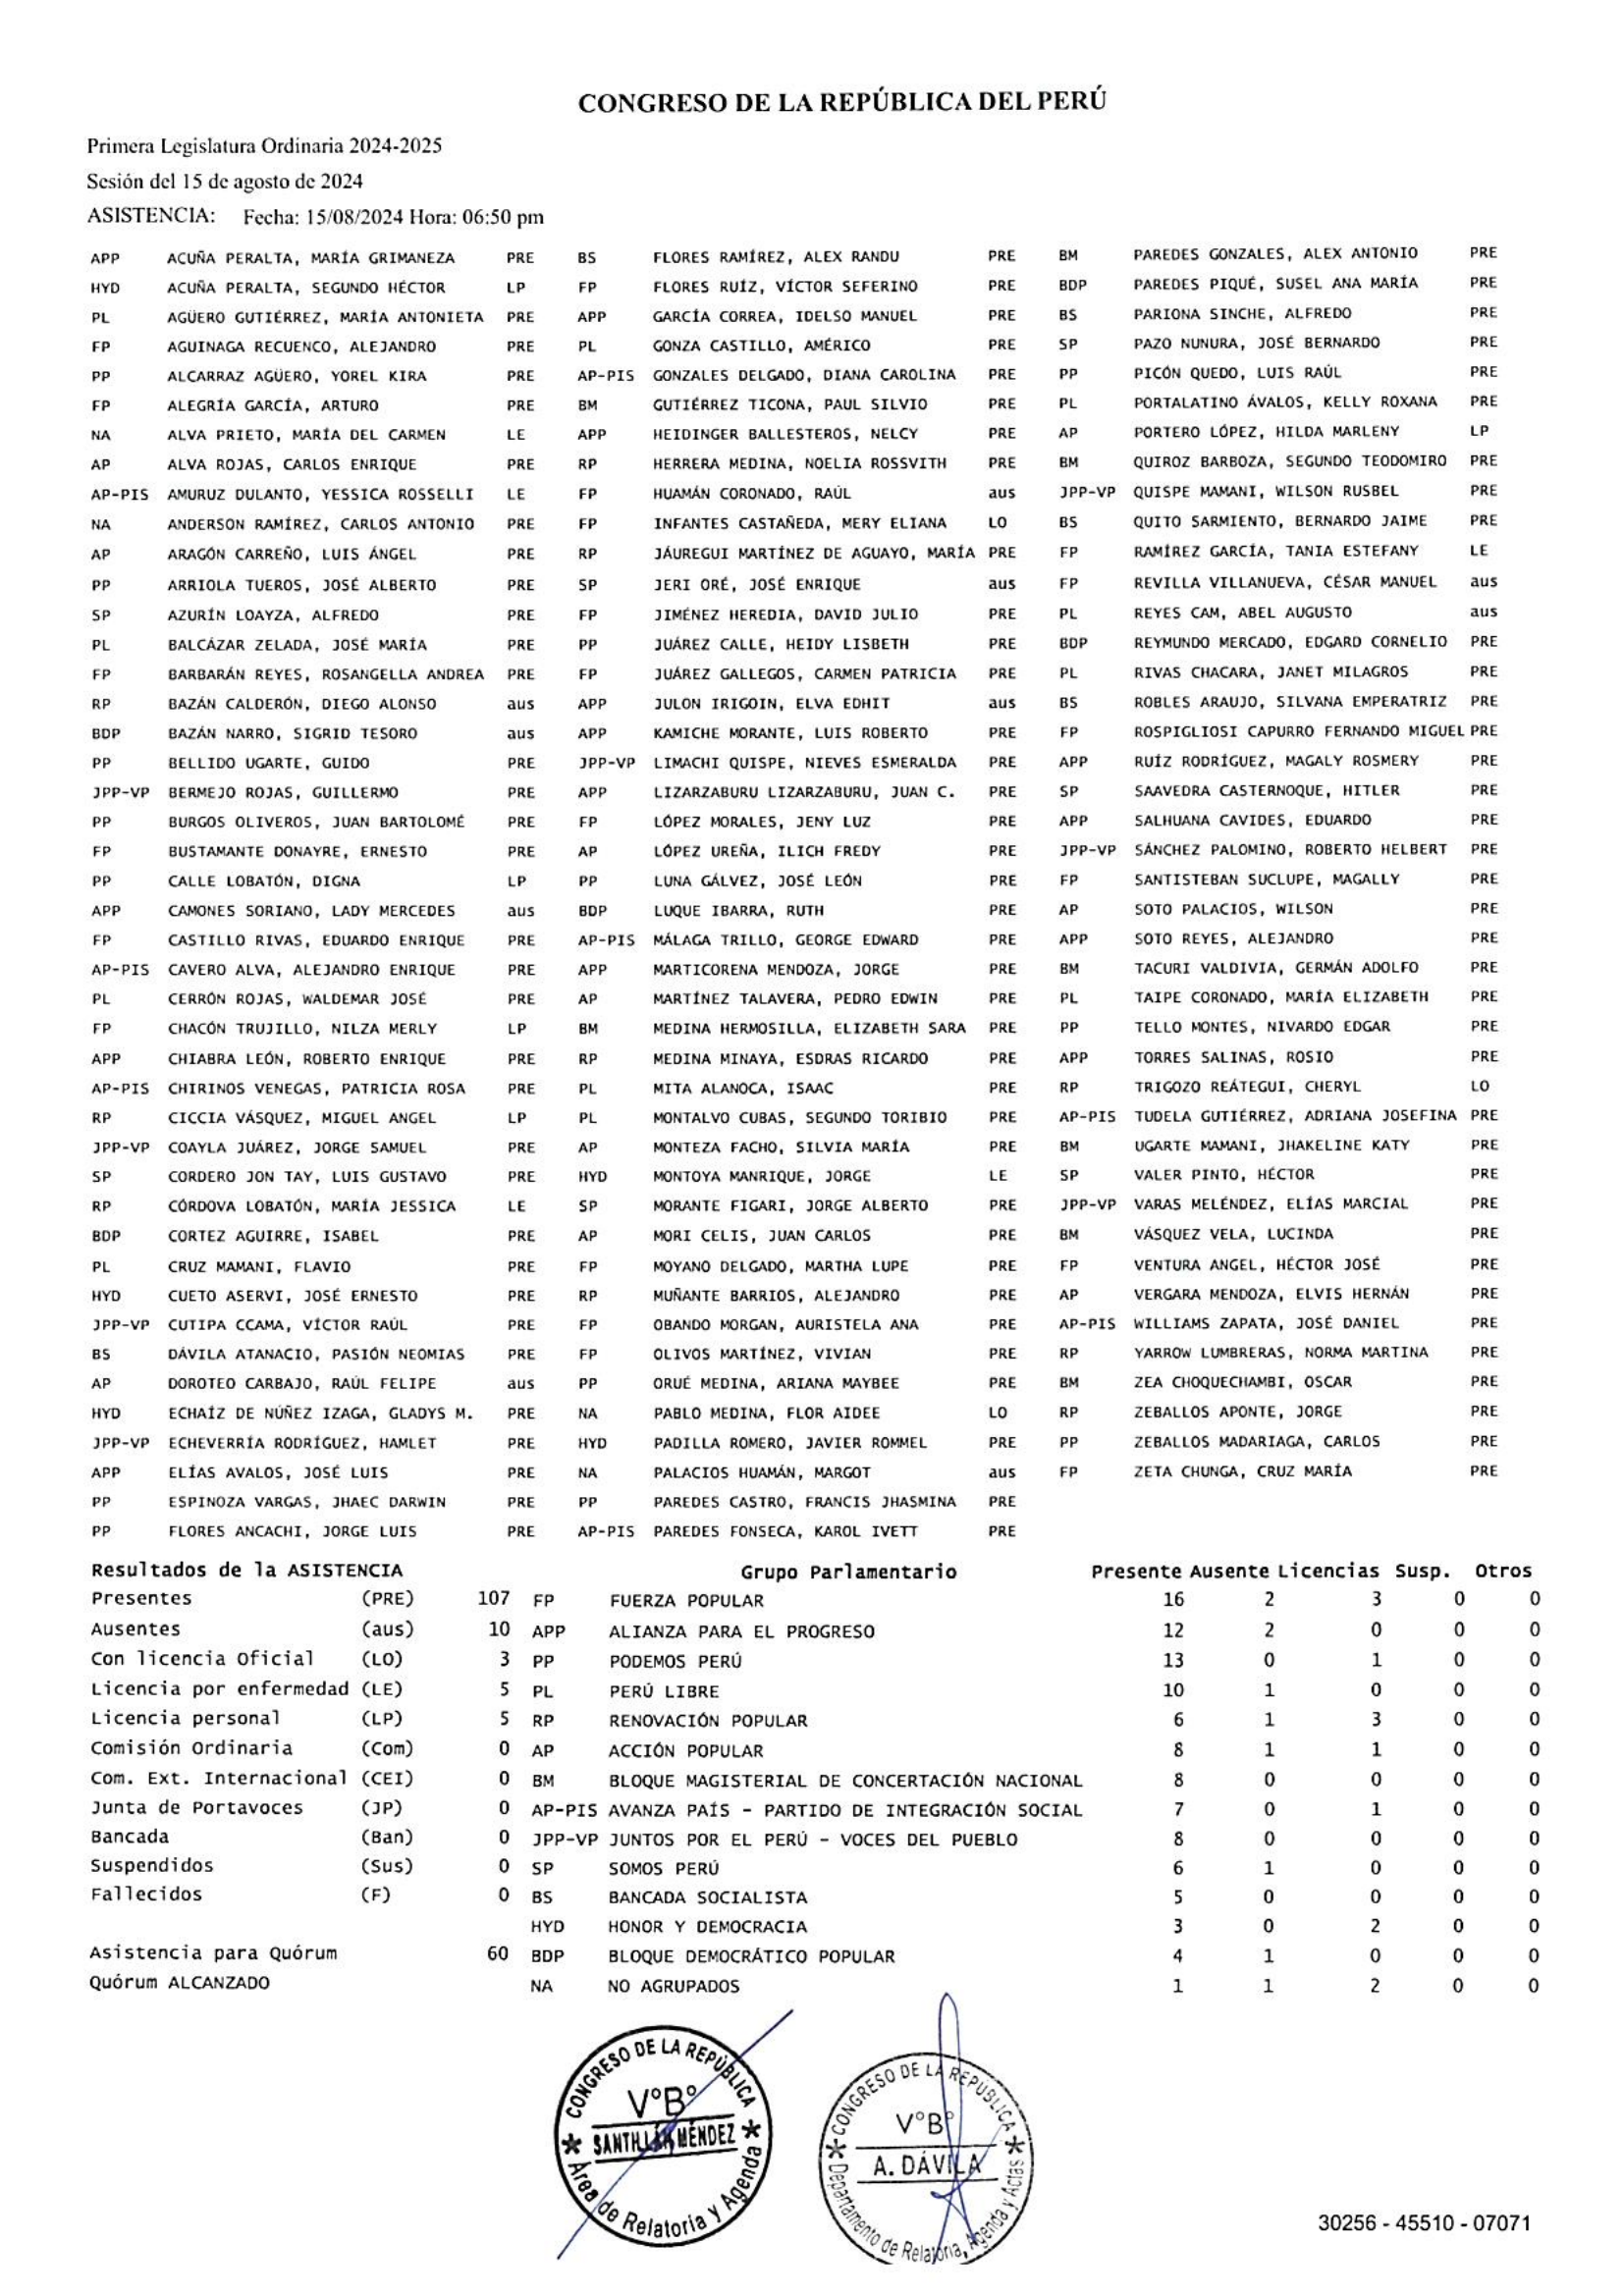 CONGRESO DE LA REPÚBLICA DEL PERÚ
Primera Legislatura Ordinaria 2024-2025
Sesión del 15 de agosto de 2024
ASISTENCIA: Fecha: 15/08/2024 Hora: 06:50 pm
APP ACUÑA PERALTA, MARÍA GRIMANEZA PRE BS FLORES RAMÍREZ, ALEX RANDU PRE BM PAREDES GONZALES, ALEX ANTONIO PRE
HYD ACUÑA PERALTA, SEGUNDO HÉCTOR LP FP FLORES RUÍZ, VÍCTOR SEFERINO PRE BDP PAREDES PIQUÉ, SUSEL ANA MARÍA PRE
PL AGÜERO GUTIÉRREZ, MARÍA ANTONIETA PRE APP GARCÍA CORREA, IDELSO MANUEL PRE BS PARIONA SINCHE, ALFREDO PRE
FP AGUINAGA RECUENCO, ALEJANDRO PRE PL GONZA CASTILLO, AMÉRICO PRE SP PAZO NUNURA, JOSÉ BERNARDO PRE
PP ALCARRAZ AGÜERO, YOREL KIRA PRE AP-PIS GONZALES DELGADO, DIANA CAROLINA PRE PP PICÓN QUEDO, LUIS RAÚL PRE
FP ALEGRÍA GARCÍA, ARTURO PRE BM GUTIÉRREZ TICONA, PAUL SILVIO PRE PL PORTALATINO ÁVALOS, KELLY ROXANA PRE
NA ALVA PRIETO, MARÍA DEL CARMEN LE APP HEIDINGER BALLESTEROS, NELCY PRE AP PORTERO LÓPEZ, HILDA MARLENY LP
AP ALVA ROJAS, CARLOS ENRIQUE PRE RP HERRERA MEDINA, NOELIA ROSSVITH PRE BM QUIROZ BARBOZA, SEGUNDO TEODOMIRO PRE
AP-PIS AMURUZ DULANTO, YESSICA ROSSELLI LE FP HUAMÁN CORONADO, RAÚL aus JPP-VP QUISPE MAMANI, WILSON RUSBEL PRE
NA ANDERSON RAMÍREZ, CARLOS ANTONIO PRE FP INFANTES CASTAÑEDA, MERY ELIANA LO BS QUITO SARMIENTO, BERNARDO JAIME PRE
AP ARAGÓN CARREÑO, LUIS ÁNGEL PRE RP JÁUREGUI MARTÍNEZ DE AGUAYO, MARÍA PRE FP RAMÍREZ GARCÍA, TANIA ESTEFANY LE
PP ARRIOLA TUEROS, JOSÉ ALBERTO PRE SP JERI ORÉ, JOSÉ ENRIQUE aus FP REVILLA VILLANUEVA, CÉSAR MANUEL aus
SP AZURÍN LOAYZA, ALFREDO PRE FP JIMÉNEZ HEREDIA, DAVID JULIO PRE PL REYES CAM, ABEL AUGUSTO aus
PL BALCÁZAR ZELADA, JOSÉ MARÍA PRE PP JUÁREZ CALLE, HEIDY LISBETH PRE BDP REYMUNDO MERCADO, EDGARD CORNELIO PRE
FP BARBARÁN REYES, ROSANGELLA ANDREA PRE FP JUÁREZ GALLEGOS, CARMEN PATRICIA PRE PL RIVAS CHACARA, JANET MILAGROS PRE
RP BAZÁN CALDERÓN, DIEGO ALONSO aus APP JULON IRIGOIN, ELVA EDHIT aus BS ROBLES ARAUJO, SILVANA EMPERATRIZ PRE
BDP BAZÁN NARRO, SIGRID TESORO aus APP KAMICHE MORANTE, LUIS ROBERTO PRE FP ROSPIGLIOSI CAPURRO FERNANDO MIGUEL PRE
PP BELLIDO UGARTE, GUIDO PRE JPP-VP LIMACHI QUISPE, NIEVES ESMERALDA PRE APP RUÍZ RODRÍGUEZ, MAGALY ROSMERY PRE
JPP-VP BERMEJO ROJAS, GUILLERMO PRE APP LIZARZABURU LIZARZABURU, JUAN C. PRE SP SAAVEDRA CASTERNOQUE, HITLER PRE
PP BURGOS OLIVEROS, JUAN BARTOLOMÉ PRE FP LÓPEZ MORALES, JENY LUZ PRE APP SALHUANA CAVIDES, EDUARDO PRE
FP BUSTAMANTE DONAYRE, ERNESTO PRE AP LÓPEZ UREÑA, ILICH FREDY PRE JPP-VP SÁNCHEZ PALOMINO, ROBERTO HELBERT PRE
PP CALLE LOBATÓN, DIGNA LP PP LUNA GÁLVEZ, JOSÉ LEÓN PRE FP SANTISTEBAN SUCLUPE, MAGALLY PRE
APP CAMONES SORIANO, LADY MERCEDES aus BDP LUQUE IBARRA, RUTH PRE AP SOTO PALACIOS, WILSON PRE
FP CASTILLO RIVAS, EDUARDO ENRIQUE PRE AP-PIS MÁLAGA TRILLO, GEORGE EDWARD PRE APP SOTO REYES, ALEJANDRO PRE
AP-PIS CAVERO ALVA, ALEJANDRO ENRIQUE PRE APP MARTICORENA MENDOZA, JORGE PRE BM TACURI VALDIVIA, GERMÁN ADOLFO PRE
PL CERRÓN ROJAS, WALDEMAR JOSÉ PRE AP MARTÍNEZ TALAVERA, PEDRO EDWIN PRE PL TAIPE CORONADO, MARÍA ELIZABETH PRE
FP CHACÓN TRUJILLO, NILZA MERLY LP BM MEDINA HERMOSILLA, ELIZABETH SARA PRE PP TELLO MONTES, NIVARDO EDGAR PRE
APP CHIABRA LEÓN, ROBERTO ENRIQUE PRE RP MEDINA MINAYA, ESDRAS RICARDO PRE APP TORRES SALINAS, ROSIO PRE
AP-PIS CHIRINOS VENEGAS, PATRICIA ROSA PRE PL MITA ALANOCA, ISAAC PRE RP TRIGOZO REÁTEGUI, CHERYL LO
RP CICCIA VÁSQUEZ, MIGUEL ANGEL LP PL MONTALVO CUBAS, SEGUNDO TORIBIO PRE AP-PIS TUDELA GUTIÉRREZ, ADRIANA JOSEFINA PRE
JPP-VP COAYLA JUÁREZ, JORGE SAMUEL PRE AP MONTEZA FACHO, SILVIA MARÍA PRE BM UGARTE MAMANI, JHAKELINE KATY PRE
SP CORDERO JON TAY, LUIS GUSTAVO PRE HYD MONTOYA MANRIQUE, JORGE LE SP VALER PINTO, HÉCTOR PRE
RP CÓRDOVA LOBATÓN, MARÍA JESSICA LE SP MORANTE FIGARI, JORGE ALBERTO PRE JPP-VP VARAS MELÉNDEZ, ELÍAS MARCIAL PRE
BDP CORTEZ AGUIRRE, ISABEL PRE AP MORI CELIS, JUAN CARLOS PRE BM VÁSQUEZ VELA, LUCINDA PRE
PL CRUZ MAMANI, FLAVIO PRE FP MOYANO DELGADO, MARTHA LUPE PRE FP VENTURA ANGEL, HÉCTOR JOSÉ PRE
HYD CUETO ASERVI, JOSÉ ERNESTO PRE RP MUÑANTE BARRIOS, ALEJANDRO PRE AP VERGARA MENDOZA, ELVIS HERNÁN PRE
JPP-VP CUTIPA CCAMA, VÍCTOR RAÚL PRE FP OBANDO MORGAN, AURISTELA ANA PRE AP-PIS WILLIAMS ZAPATA, JOSÉ DANIEL PRE
BS DÁVILA ATANACIO, PASIÓN NEOMIAS PRE FP OLIVOS MARTÍNEZ, VIVIAN PRE RP YARROW LUMBRERAS, NORMA MARTINA PRE
AP DOROTEO CARBAJO, RAÚL FELIPE aus PP ORUÉ MEDINA, ARIANA MAYBEE PRE BM ZEA CHOQUECHAMBI, OSCAR PRE
HYD ECHAÍZ DE NÚÑEZ IZAGA, GLADYS M. PRE NA PABLO MEDINA, FLOR AIDEE LO RP ZEBALLOS APONTE, JORGE PRE
JPP-VP ECHEVERRÍA RODRÍGUEZ, HAMLET PRE HYD PADILLA ROMERO, JAVIER ROMMEL PRE PP ZEBALLOS MADARIAGA, CARLOS PRE
APP ELÍAS AVALOS, JOSÉ LUIS PRE NA PALACIOS HUAMÁN, MARGOT aus FP ZETA CHUNGA, CRUZ MARÍA PRE
PP ESPINOZA VARGAS, JHAEC DARWIN PRE PP PAREDES CASTRO, FRANCIS JHASMINA PRE
PP FLORES ANCACHI, JORGE LUIS PRE AP-PIS PAREDES FONSECA, KAROL IVETT PRE
Resultados de la ASISTENCIA Grupo Parlamentario Presente Ausente Licencias Susp. Otros
Presentes (PRE) 107 FP FUERZA POPULAR 16 2 3 0 0
Ausentes (aus) 10 APP ALIANZA PARA EL PROGRESO 12 2 0 0 0
Con licencia Oficial (LO) 3 PP PODEMOS PERÚ 13 0 1 0 0
Licencia por enfermedad (LE) 5 PL PERÚ LIBRE 10 1 0 0 0
Licencia personal (LP) 5 RP RENOVACIÓN POPULAR 6 1 3 0 0
Comisión Ordinaria (Com) 0 AP ACCIÓN POPULAR 8 1 1 0 0
Com. Ext. Internacional (CEI) 0 BM BLOQUE MAGISTERIAL DE CONCERTACIÓN NACIONAL 8 0 0 0 0
Junta de Portavoces (JP) 0 AP-PIS AVANZA PAÍS - PARTIDO DE INTEGRACIÓN SOCIAL 7 0 1 0 0
Bancada (Ban) 0 JPP-VP JUNTOS POR EL PERÚ - VOCES DEL PUEBLO 8 0 0 0 0
Suspendidos (Sus) 0 SP SOMOS PERÚ 6 1 0 0 0
Fallecidos (F) 0 BS BANCADA SOCIALISTA 5 0 0 0 0
HYD HONOR Y DEMOCRACIA 3 0 2 0 0
Asistencia para Quórum 60 BDP BLOQUE DEMOCRÁTICO POPULAR 4 1 0 0 0
Quórum ALCANZADO NA NO AGRUPADOS 1 1 2 0 0
CONGRESO DE LA REPÚBLICA
V°B°
SANTILLÁN MÉNDEZ
Área de Relatoría y Agenda
CONGRESO DE LA REPÚBLICA
V°B°
A. DÁVILA
Departamento de Relatoría, Agenda y Actas
30256 - 45510 - 07071